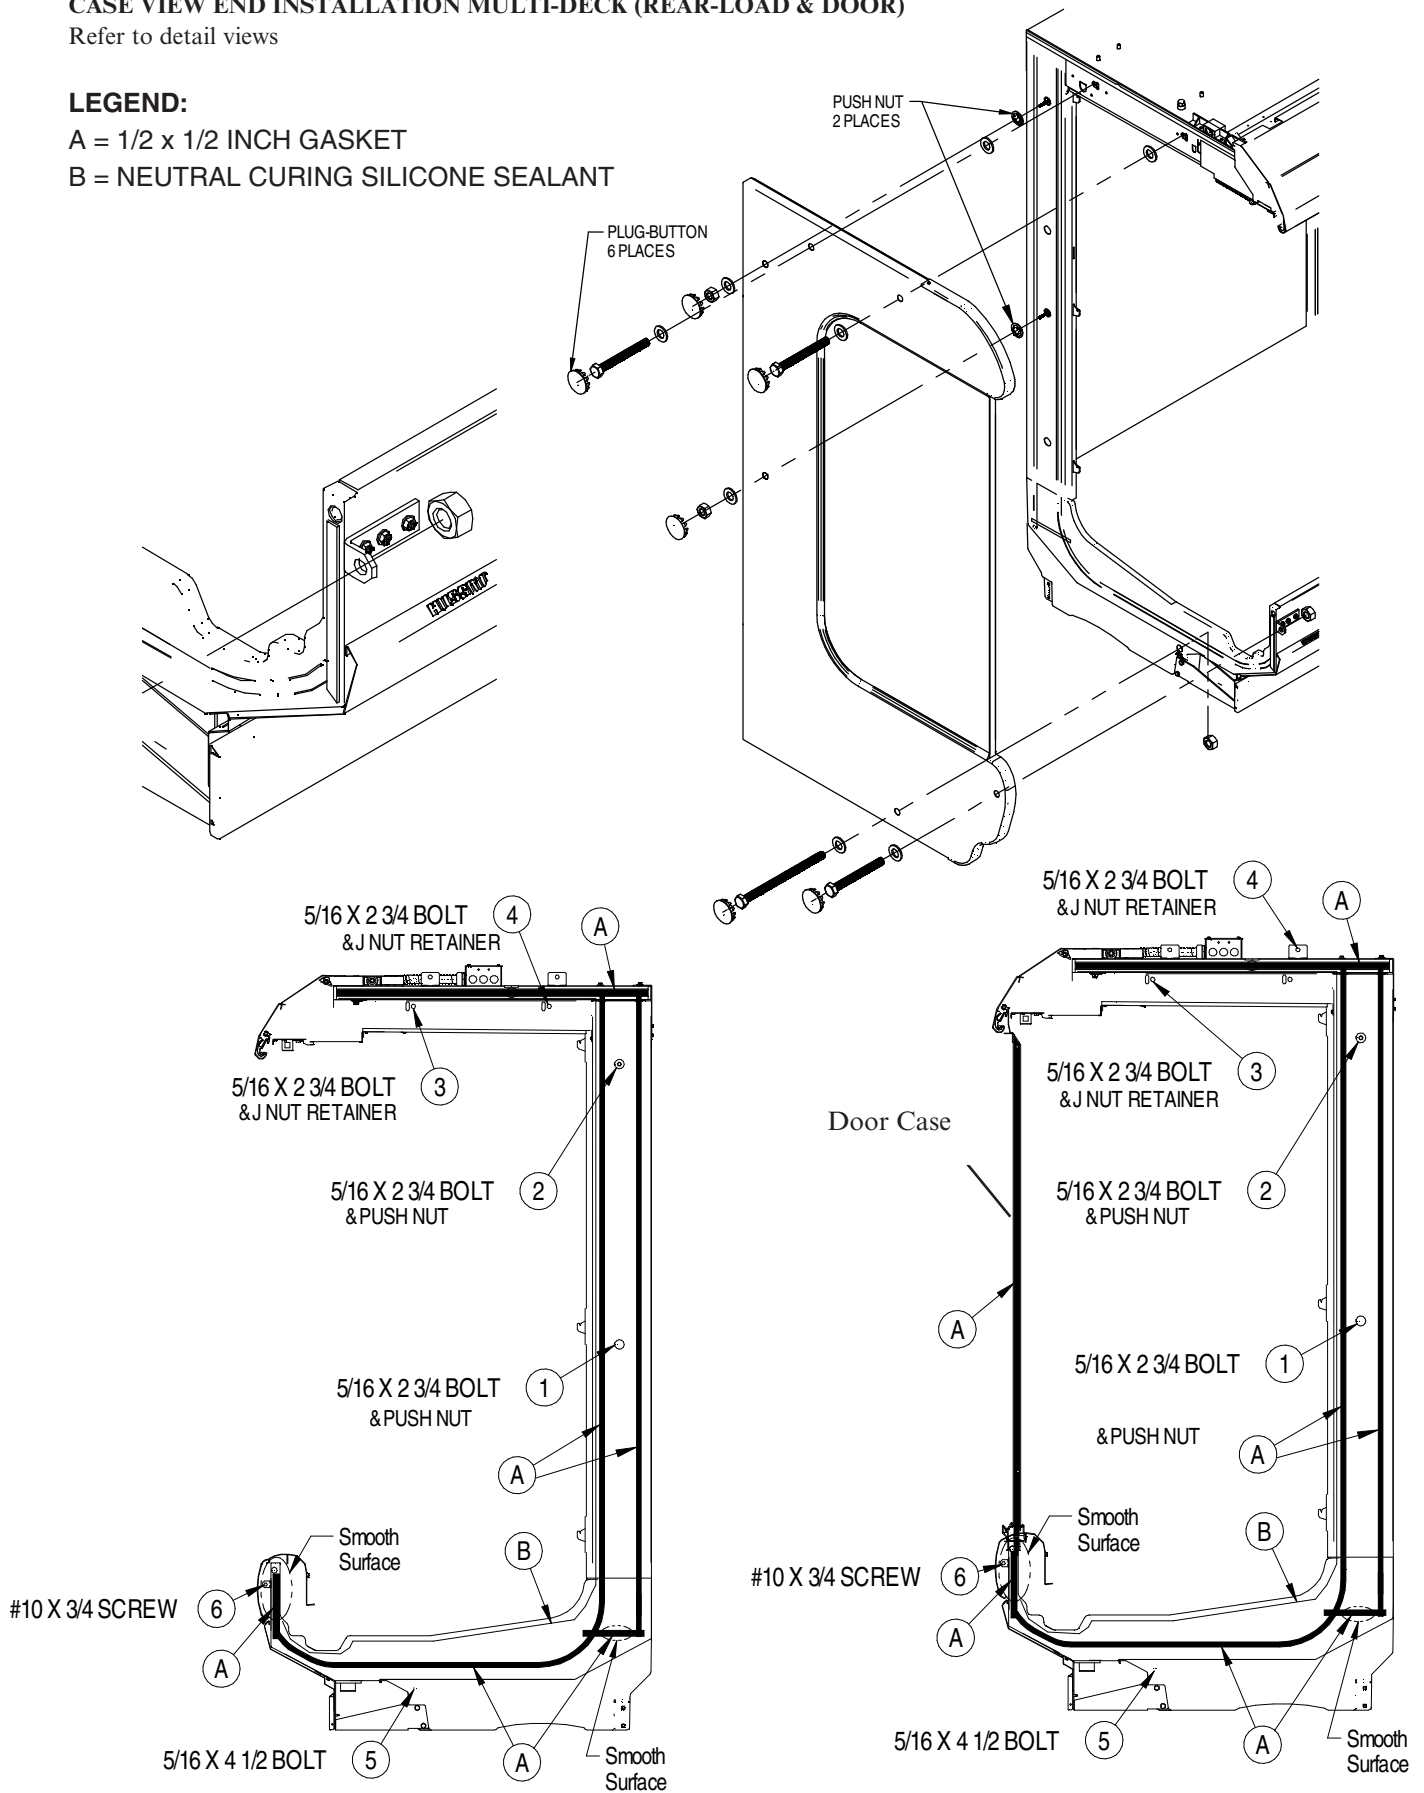 CASE VIEW END INSTALLATION MULTI-DECK (REAR-LOAD & DOOR)
Refer to detail views
LEGEND:
A = 1/2 x 1/2 INCH GASKET
B = NEUTRAL CURING SILICONE SEALANT
PUSH NUT
2 PLACES
PLUG-BUTTON
6 PLACES
5/16 X 2 3/4 BOLT
& J NUT RETAINER
4
A
5/16 X 2 3/4 BOLT
& J NUT RETAINER
3
5/16 X 2 3/4 BOLT
& PUSH NUT
2
5/16 X 2 3/4 BOLT
& PUSH NUT
1
A
Smooth
Surface
B
#10 X 3/4 SCREW
6
A
5/16 X 4 1/2 BOLT
5
A
Smooth
Surface
5/16 X 2 3/4 BOLT
& J NUT RETAINER
4
A
5/16 X 2 3/4 BOLT
& J NUT RETAINER
3
Door Case
5/16 X 2 3/4 BOLT
& PUSH NUT
2
A
5/16 X 2 3/4 BOLT
1
& PUSH NUT
A
Smooth
Surface
B
#10 X 3/4 SCREW
6
A
5/16 X 4 1/2 BOLT
5
A
Smooth
Surface